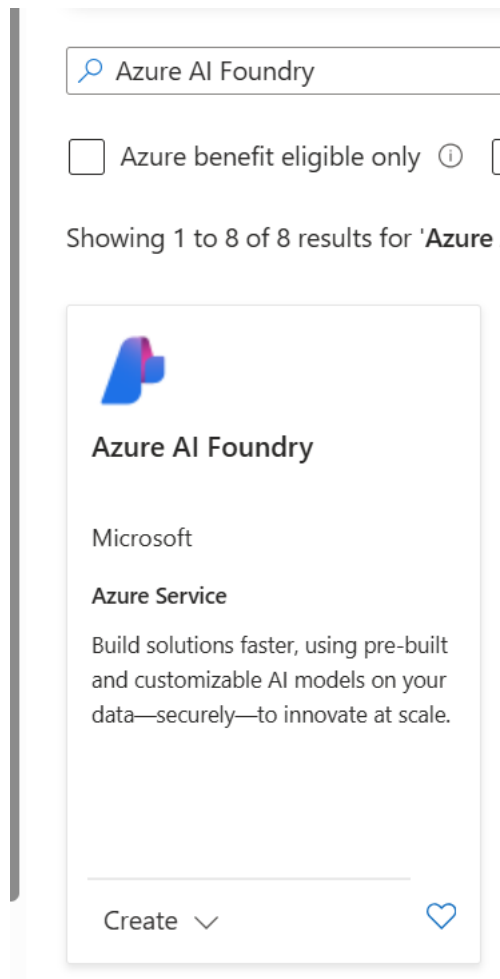 Azure AI Foundry
Azure benefit eligible only
Showing 1 to 8 of 8 results for 'Azure
Azure AI Foundry
Microsoft
Azure Service
Build solutions faster, using pre-built
and customizable AI models on your
data—securely—to innovate at scale.
Create